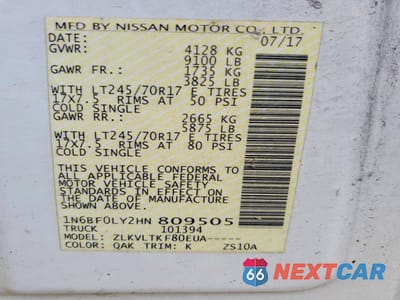 MFD BY NISSAN MOTOR CO., LTD.
DATE: 07/17
GVWR: 4128 KG
9100 LB
GAWR FR.: 1735 KG
3825 LB
WITH LT245/70R17 E TIRES
17X7.5 RIMS AT 50 PSI
COLD SINGLE
GAWR RR.: 2665 KG
5875 LB
WITH LT245/70R17 E TIRES
17X7.5 RIMS AT 80 PSI
COLD SINGLE
THIS VEHICLE CONFORMS TO
ALL APPLICABLE FEDERAL
MOTOR VEHICLE SAFETY
STANDARDS IN EFFECT ON THE
DATE OF MANUFACTURE
SHOWN ABOVE.
1N6BF0LY2HN 809505
TRUCK 101394
MODEL: ZLKVLTKF80EUA-----
COLOR: QAK TRIM: K ZS10A
66 NEXTCAR